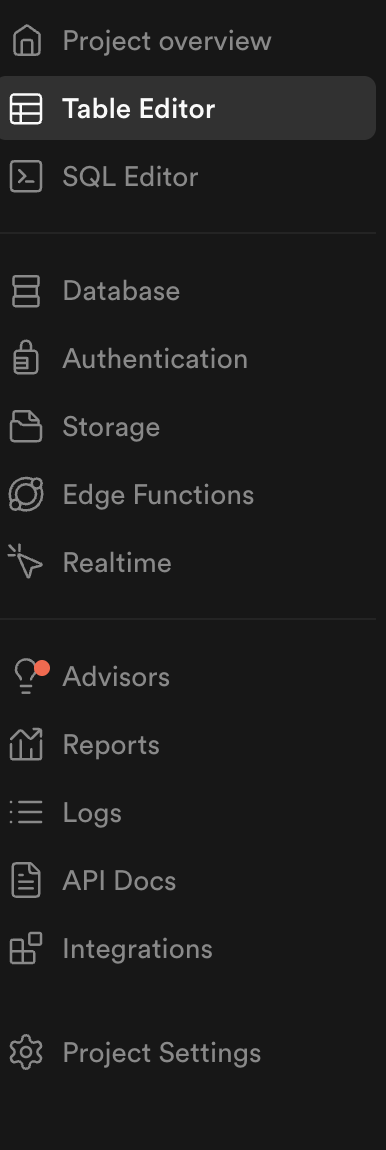 Project overview
Table Editor
SQL Editor
Database
Authentication
Storage
Edge Functions
Realtime
Advisors
Reports
Logs
API Docs
Integrations
Project Settings